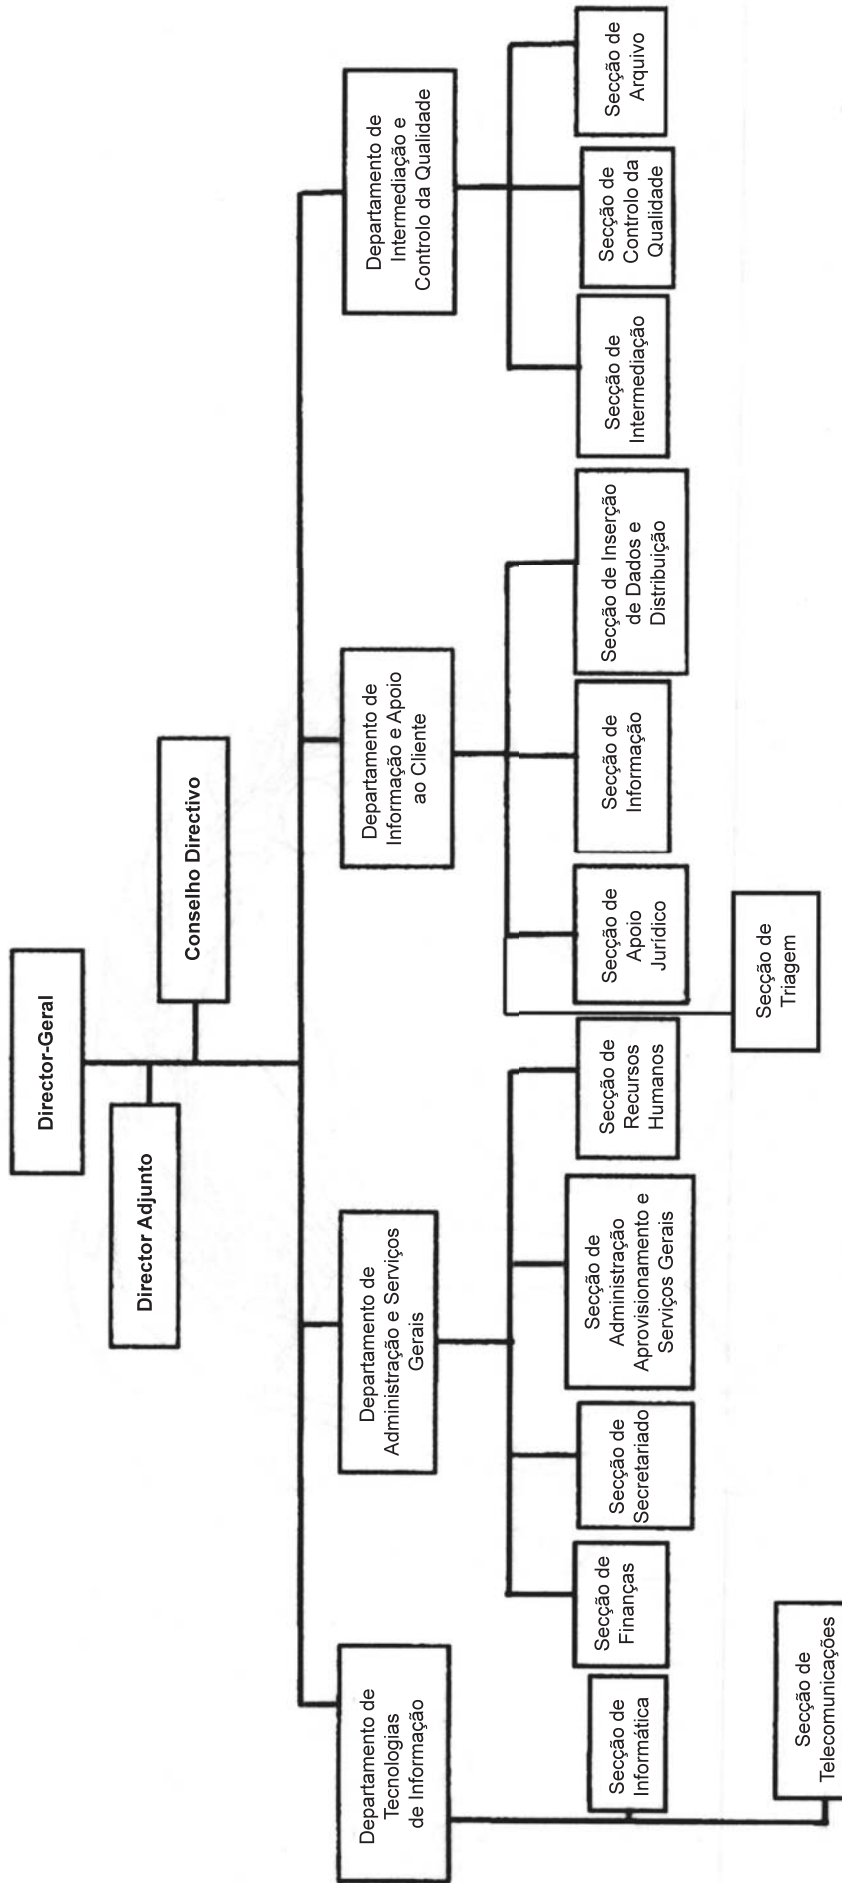 Director-Geral
Director Adjunto
Conselho Directivo
Departamento de
Tecnologias
de Informação
Departamento de
Administração e Serviços
Gerais
Departamento de
Informação e Apoio
ao Cliente
Departamento de
Intermediação e
Controlo da Qualidade
Secção de
Informática
Secção de
Telecomunicações
Secção de
Finanças
Secção de
Secretariado
Secção de
Administração
Aprovisionamento e
Serviços Gerais
Secção de
Recursos
Humanos
Secção de
Triagem
Secção de
Apoio
Jurídico
Secção de
Informação
Secção de Inserção
de Dados e
Distribuição
Secção de
Intermediação
Secção de
Controlo da
Qualidade
Secção de
Arquivo